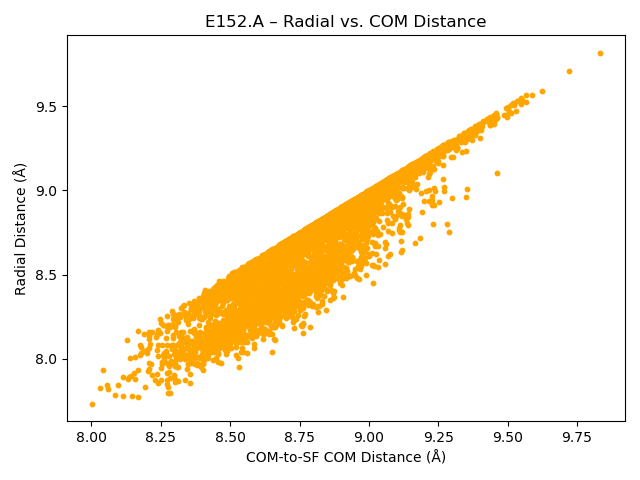 E152.A – Radial vs. COM Distance
Radial Distance (Å)
9.5
9.0
8.5
8.0
8.00 8.25 8.50 8.75 9.00 9.25 9.50 9.75
COM-to-SF COM Distance (Å)